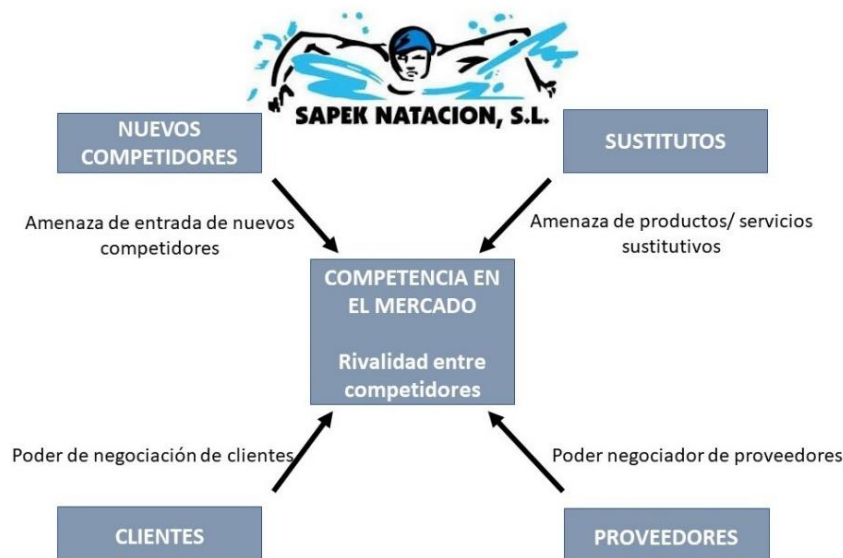 SAPEK NATACION, S.L.
NUEVOS
COMPETIDORES
SUSTITUTOS
Amenaza de entrada de nuevos
competidores
Amenaza de productos/ servicios
sustitutivos
COMPETENCIA EN
EL MERCADO
Rivalidad entre
competidores
Poder de negociación de clientes
Poder negociador de proveedores
CLIENTES
PROVEEDORES